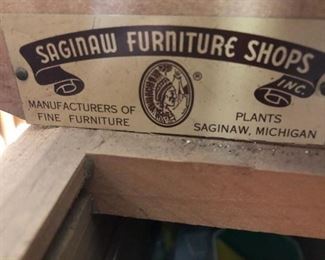 SAGINAW FURNITURE SHOPS
INC.
®
MANUFACTURERS OF
FINE FURNITURE
PLANTS
SAGINAW, MICHIGAN